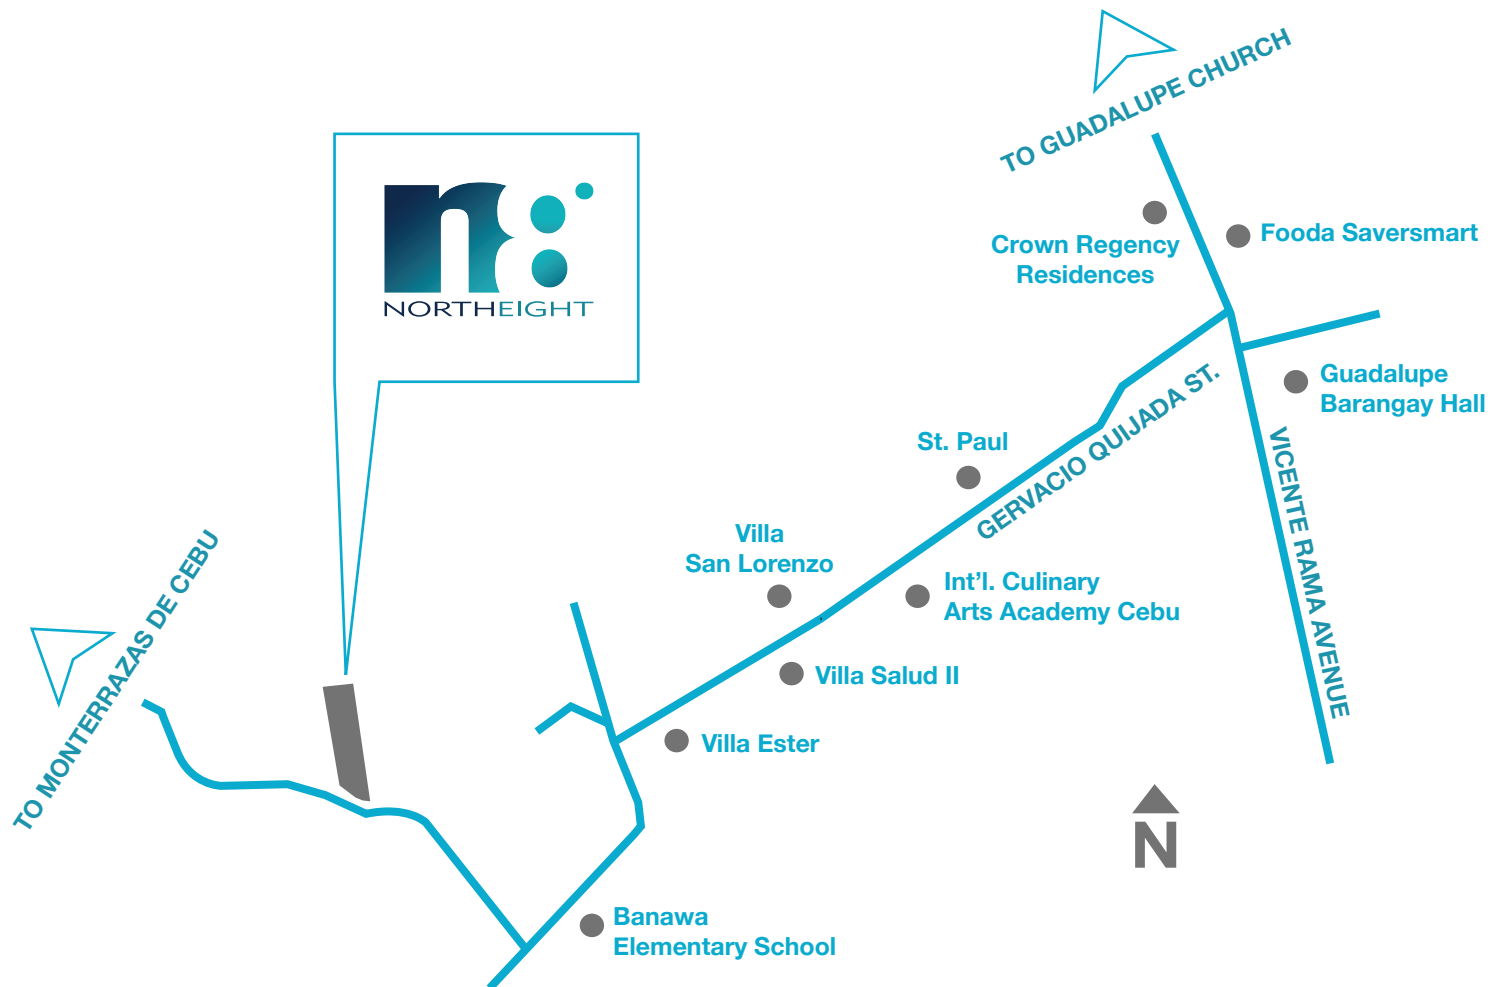 TO GUADALUPE CHURCH
n8
NORTHEIGHT
Crown Regency
Residences
Fooda Saversmart
Guadalupe
Barangay Hall
GERVACIO QUIJADA ST.
St. Paul
VICENTE RAMA AVENUE
Villa
San Lorenzo
Int’l. Culinary
Arts Academy Cebu
TO MONTERRAZAS DE CEBU
Villa Salud II
Villa Ester
N
Banawa
Elementary School